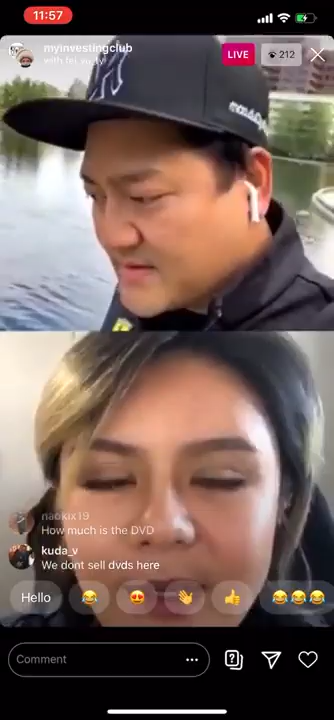 11:57
myinvestingclub
LIVE
212
naokix19
How much is the DVD
kuda_v
We dont sell dvds here
Hello
Comment